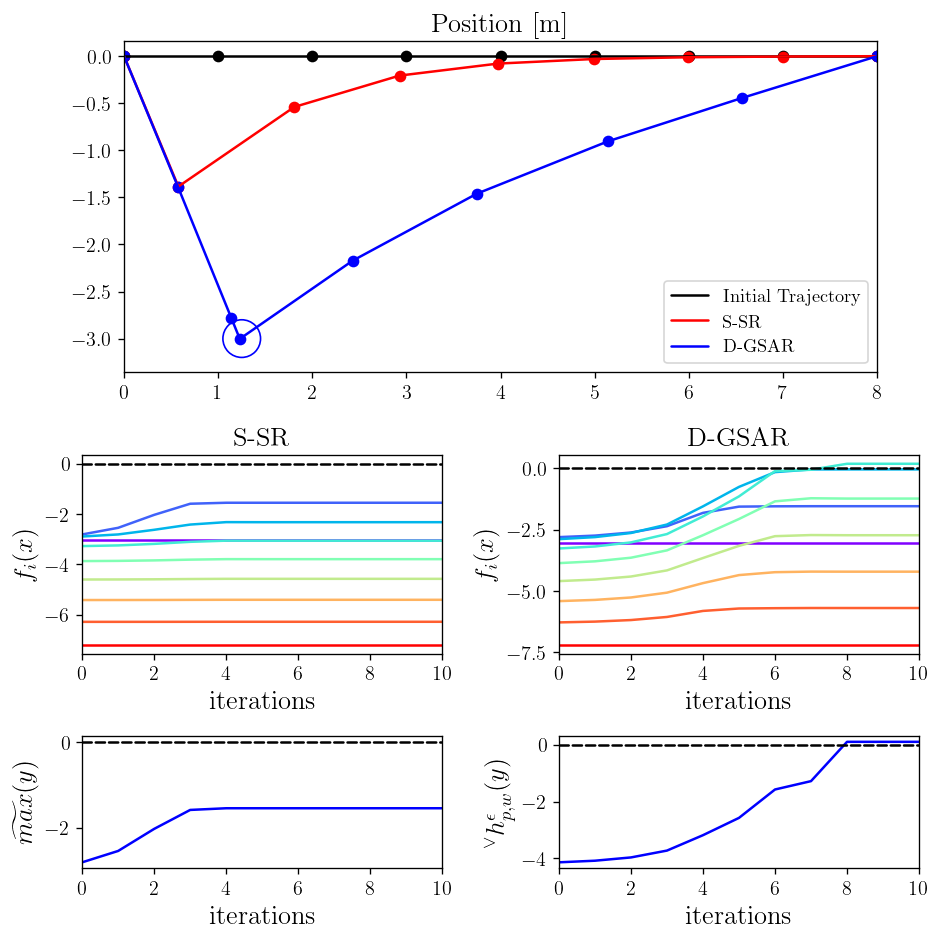 Position [m]
0.0
−0.5
−1.0
−1.5
−2.0
−2.5
−3.0
0 1 2 3 4 5 6 7 8
Initial Trajectory
S-SR
D-GSAR
S-SR
0
−2
−4
−6
f_i(x)
0 2 4 6 8 10
iterations
D-GSAR
0.0
−2.5
−5.0
−7.5
f_i(x)
0 2 4 6 8 10
iterations
0
−2
\widetilde{max}(y)
0 2 4 6 8 10
iterations
0
−2
−4
^∨h^ϵ_{p,w}(y)
0 2 4 6 8 10
iterations